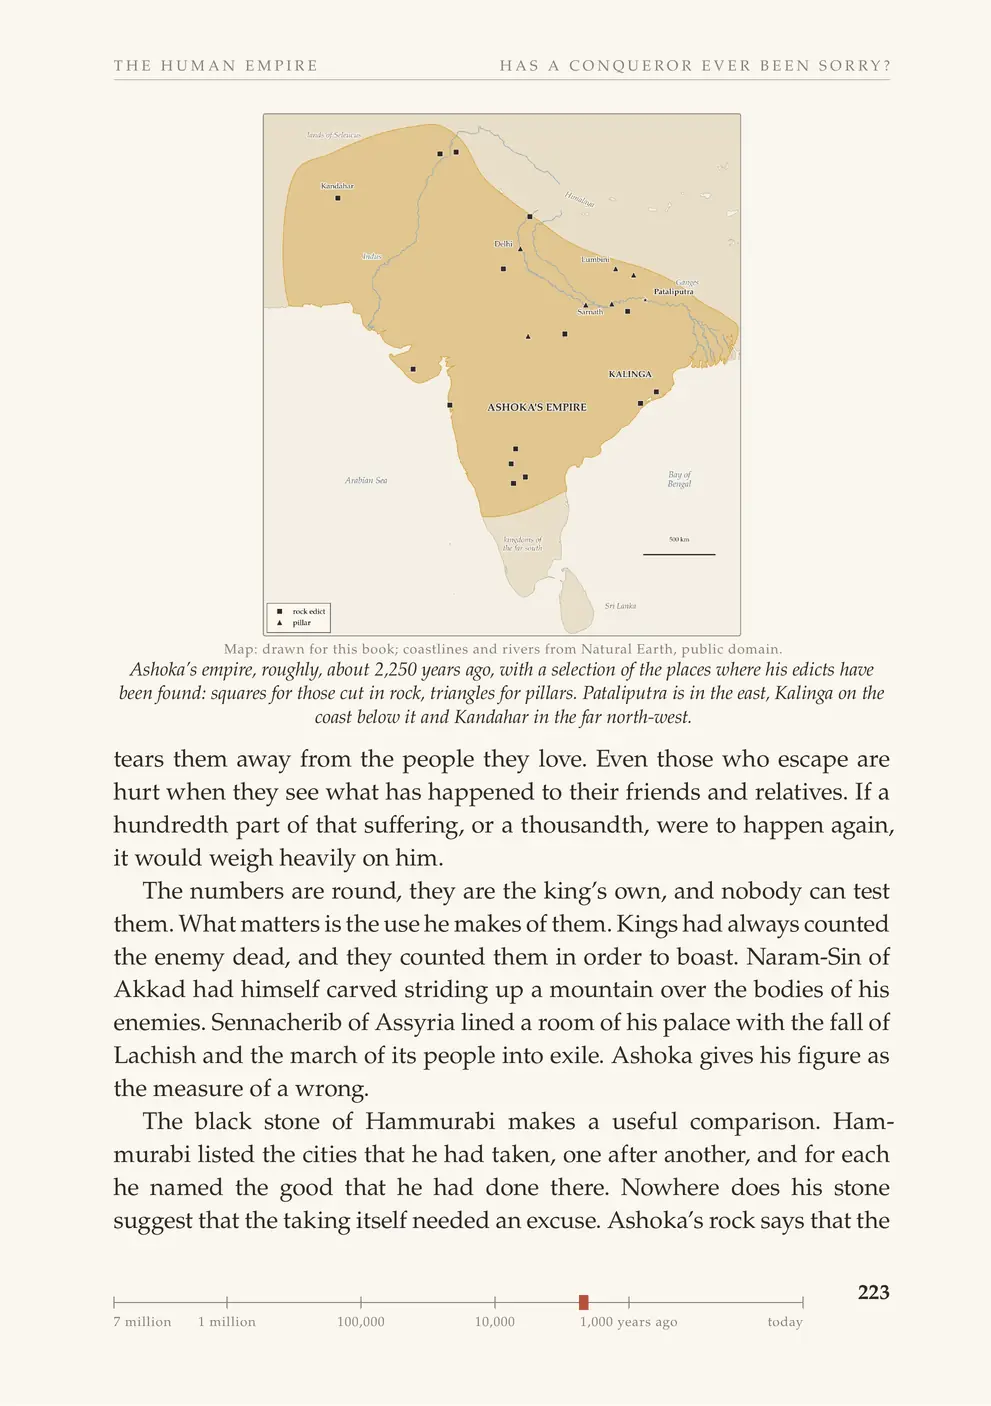 THE HUMAN EMPIRE
HAS A CONQUEROR EVER BEEN SORRY?
lands of Seleucus
Kandahar
Himalaya
Delhi
Indus
Lumbini
Ganges
Pataliputra
Sarnath
KALINGA
ASHOKA'S EMPIRE
Arabian Sea
Bay of
Bengal
kingdoms of
the far south
500 km
Sri Lanka
rock edict
pillar
Map: drawn for this book; coastlines and rivers from Natural Earth, public domain.
Ashoka’s empire, roughly, about 2,250 years ago, with a selection of the places where his edicts have
been found: squares for those cut in rock, triangles for pillars. Pataliputra is in the east, Kalinga on the
coast below it and Kandahar in the far north-west.
tears them away from the people they love. Even those who escape are
hurt when they see what has happened to their friends and relatives. If a
hundredth part of that suffering, or a thousandth, were to happen again,
it would weigh heavily on him.
The numbers are round, they are the king’s own, and nobody can test
them. What matters is the use he makes of them. Kings had always counted
the enemy dead, and they counted them in order to boast. Naram-Sin of
Akkad had himself carved striding up a mountain over the bodies of his
enemies. Sennacherib of Assyria lined a room of his palace with the fall of
Lachish and the march of its people into exile. Ashoka gives his figure as
the measure of a wrong.
The black stone of Hammurabi makes a useful comparison. Ham-
murabi listed the cities that he had taken, one after another, and for each
he named the good that he had done there. Nowhere does his stone
suggest that the taking itself needed an excuse. Ashoka’s rock says that the
223
7 million
1 million
100,000
10,000
1,000 years ago
today